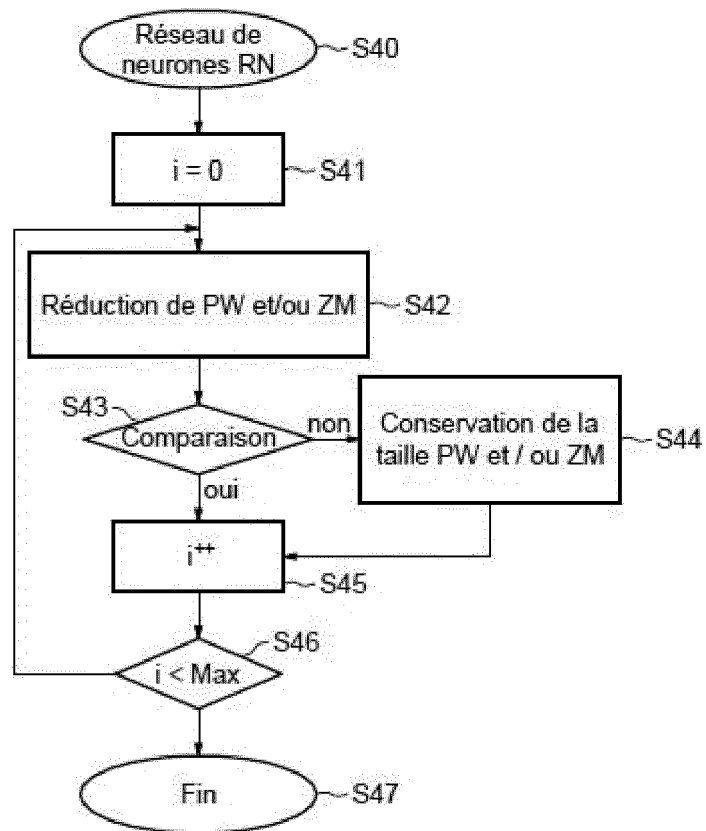 Réseau de
neurones RN
S40
i = 0
S41
Réduction de PW et/ou ZM
S42
S43
Comparaison
non
Conservation de la
taille PW et / ou ZM
S44
oui
i++
S45
S46
i < Max
Fin
S47